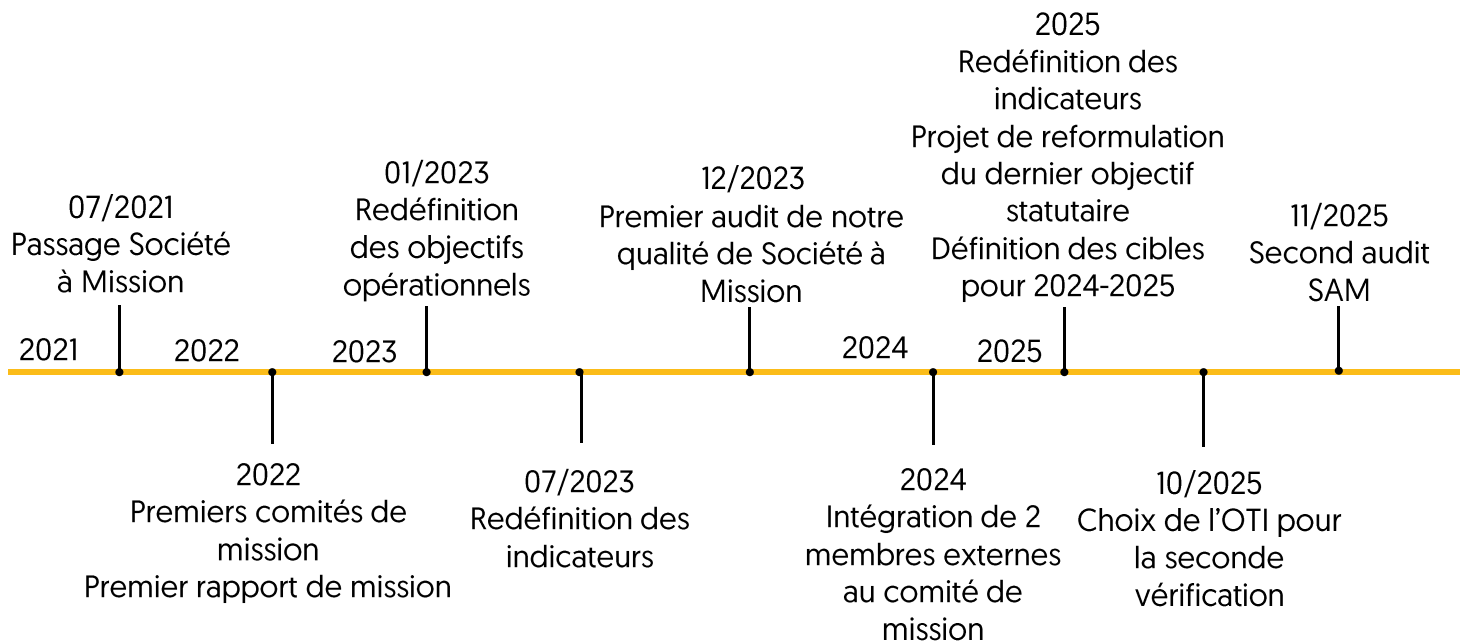 07/2021
Passage Société
à Mission
01/2023
Redéfinition
des objectifs
opérationnels
12/2023
Premier audit de notre
qualité de Société à
Mission
2025
Redéfinition des
indicateurs
Projet de reformulation
du dernier objectif
statutaire
Définition des cibles
pour 2024-2025
11/2025
Second audit
SAM
2021
2022
2023
2024
2025
2022
Premiers comités de
mission
Premier rapport de mission
07/2023
Redéfinition des
indicateurs
2024
Intégration de 2
membres externes
au comité de
mission
10/2025
Choix de l'OTI pour
la seconde
vérification